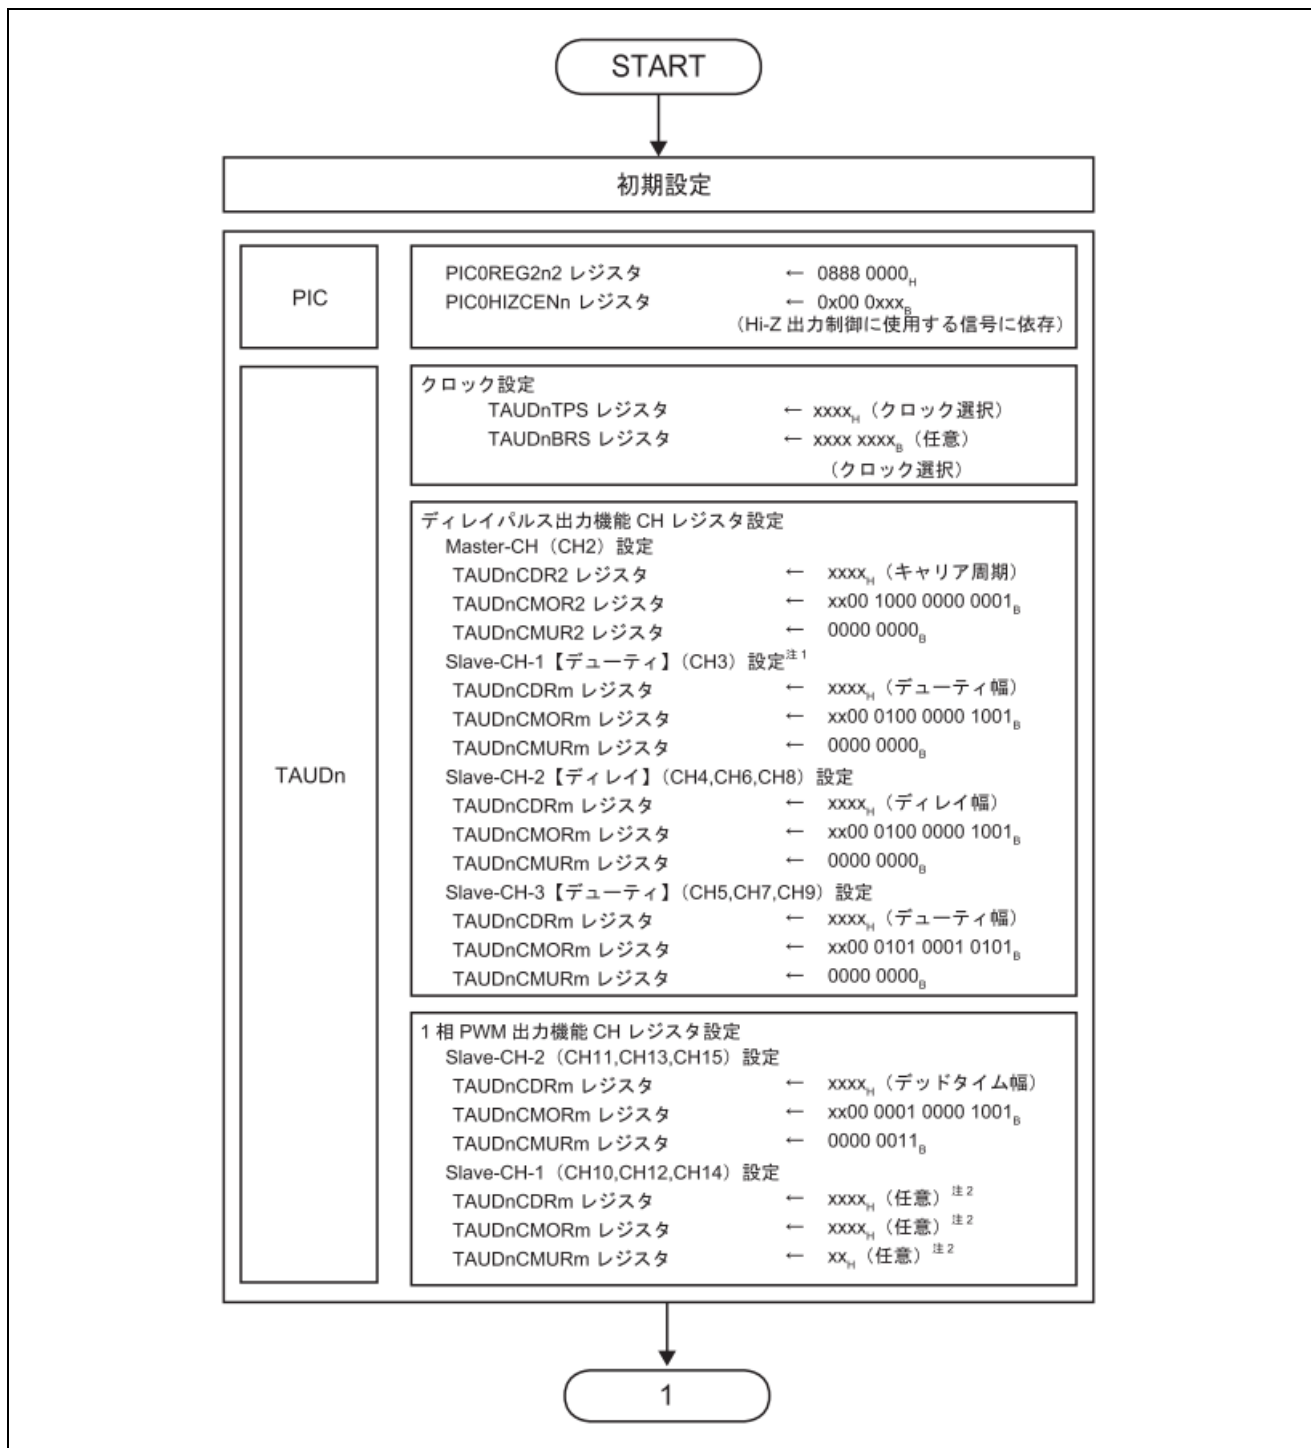 START
初期設定
PIC
PIC0REG2n2 レジスタ ← 0888 0000H
PIC0HIZCENn レジスタ ← 0x00 0xxxB
（Hi-Z 出力制御に使用する信号に依存）
TAUDn
クロック設定
TAUDnTPS レジスタ ← xxxxH（クロック選択）
TAUDnBRS レジスタ ← xxxx xxxxB（任意）
（クロック選択）
ディレイパルス出力機能 CH レジスタ設定
Master-CH（CH2）設定
TAUDnCDR2 レジスタ ← xxxxH（キャリア周期）
TAUDnCMOR2 レジスタ ← xx00 1000 0000 0001B
TAUDnCMUR2 レジスタ ← 0000 0000B
Slave-CH-1【デューティ】（CH3）設定注1
TAUDnCDRm レジスタ ← xxxxH（デューティ幅）
TAUDnCMORm レジスタ ← xx00 0100 0000 1001B
TAUDnCMURm レジスタ ← 0000 0000B
Slave-CH-2【ディレイ】（CH4,CH6,CH8）設定
TAUDnCDRm レジスタ ← xxxxH（ディレイ幅）
TAUDnCMORm レジスタ ← xx00 0100 0000 1001B
TAUDnCMURm レジスタ ← 0000 0000B
Slave-CH-3【デューティ】（CH5,CH7,CH9）設定
TAUDnCDRm レジスタ ← xxxxH（デューティ幅）
TAUDnCMORm レジスタ ← xx00 0101 0001 0101B
TAUDnCMURm レジスタ ← 0000 0000B
1 相 PWM 出力機能 CH レジスタ設定
Slave-CH-2（CH11,CH13,CH15）設定
TAUDnCDRm レジスタ ← xxxxH（デッドタイム幅）
TAUDnCMORm レジスタ ← xx00 0001 0000 1001B
TAUDnCMURm レジスタ ← 0000 0011B
Slave-CH-1（CH10,CH12,CH14）設定
TAUDnCDRm レジスタ ← xxxxH（任意）注2
TAUDnCMORm レジスタ ← xxxxH（任意）注2
TAUDnCMURm レジスタ ← xxH（任意）注2
1